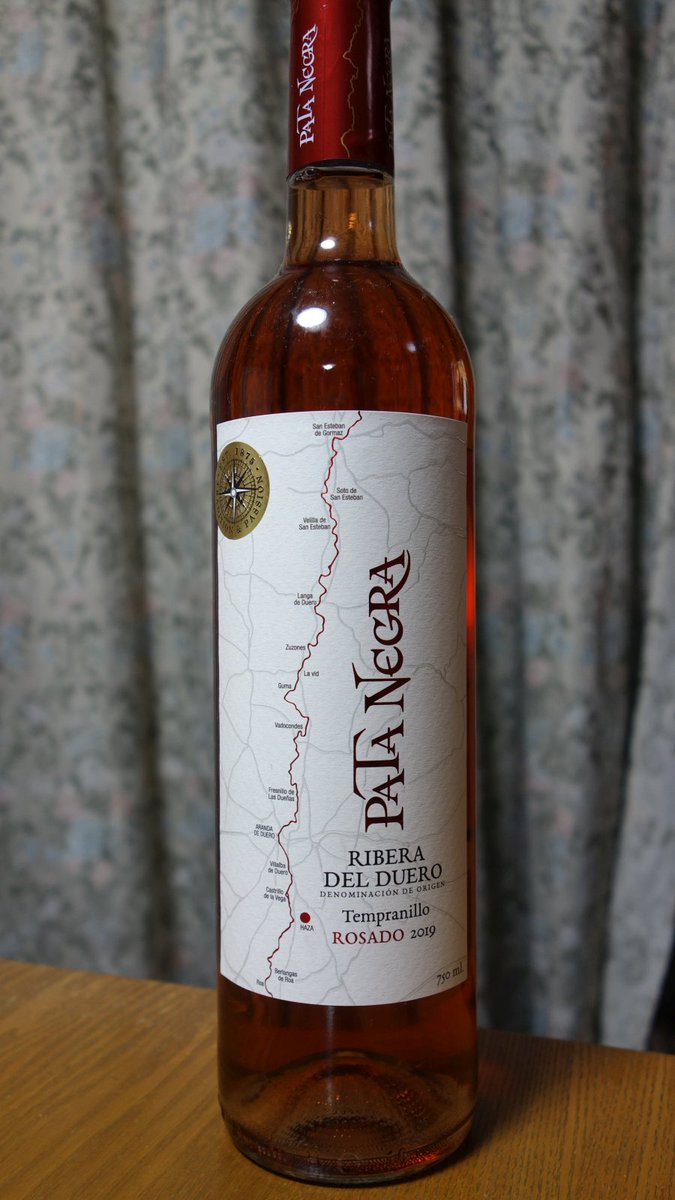 PATA NEGRA
1875
PASSION
San Esteban
de Gormaz
Soto de
San Esteban
Velilla de
San Esteban
Langa
de Duero
Zuzones
La vid
Guma
Vadocondes
Fresnillo de
Las Dueñas
ARANDA
DE DUERO
Villalba
de Duero
Castrillo
de la Vega
HAZA
Berlangas
de Roa
Roa
PATA NEGRA
RIBERA
DEL DUERO
DENOMINACIÓN DE ORIGEN
Tempranillo
ROSADO 2019
750 ml.